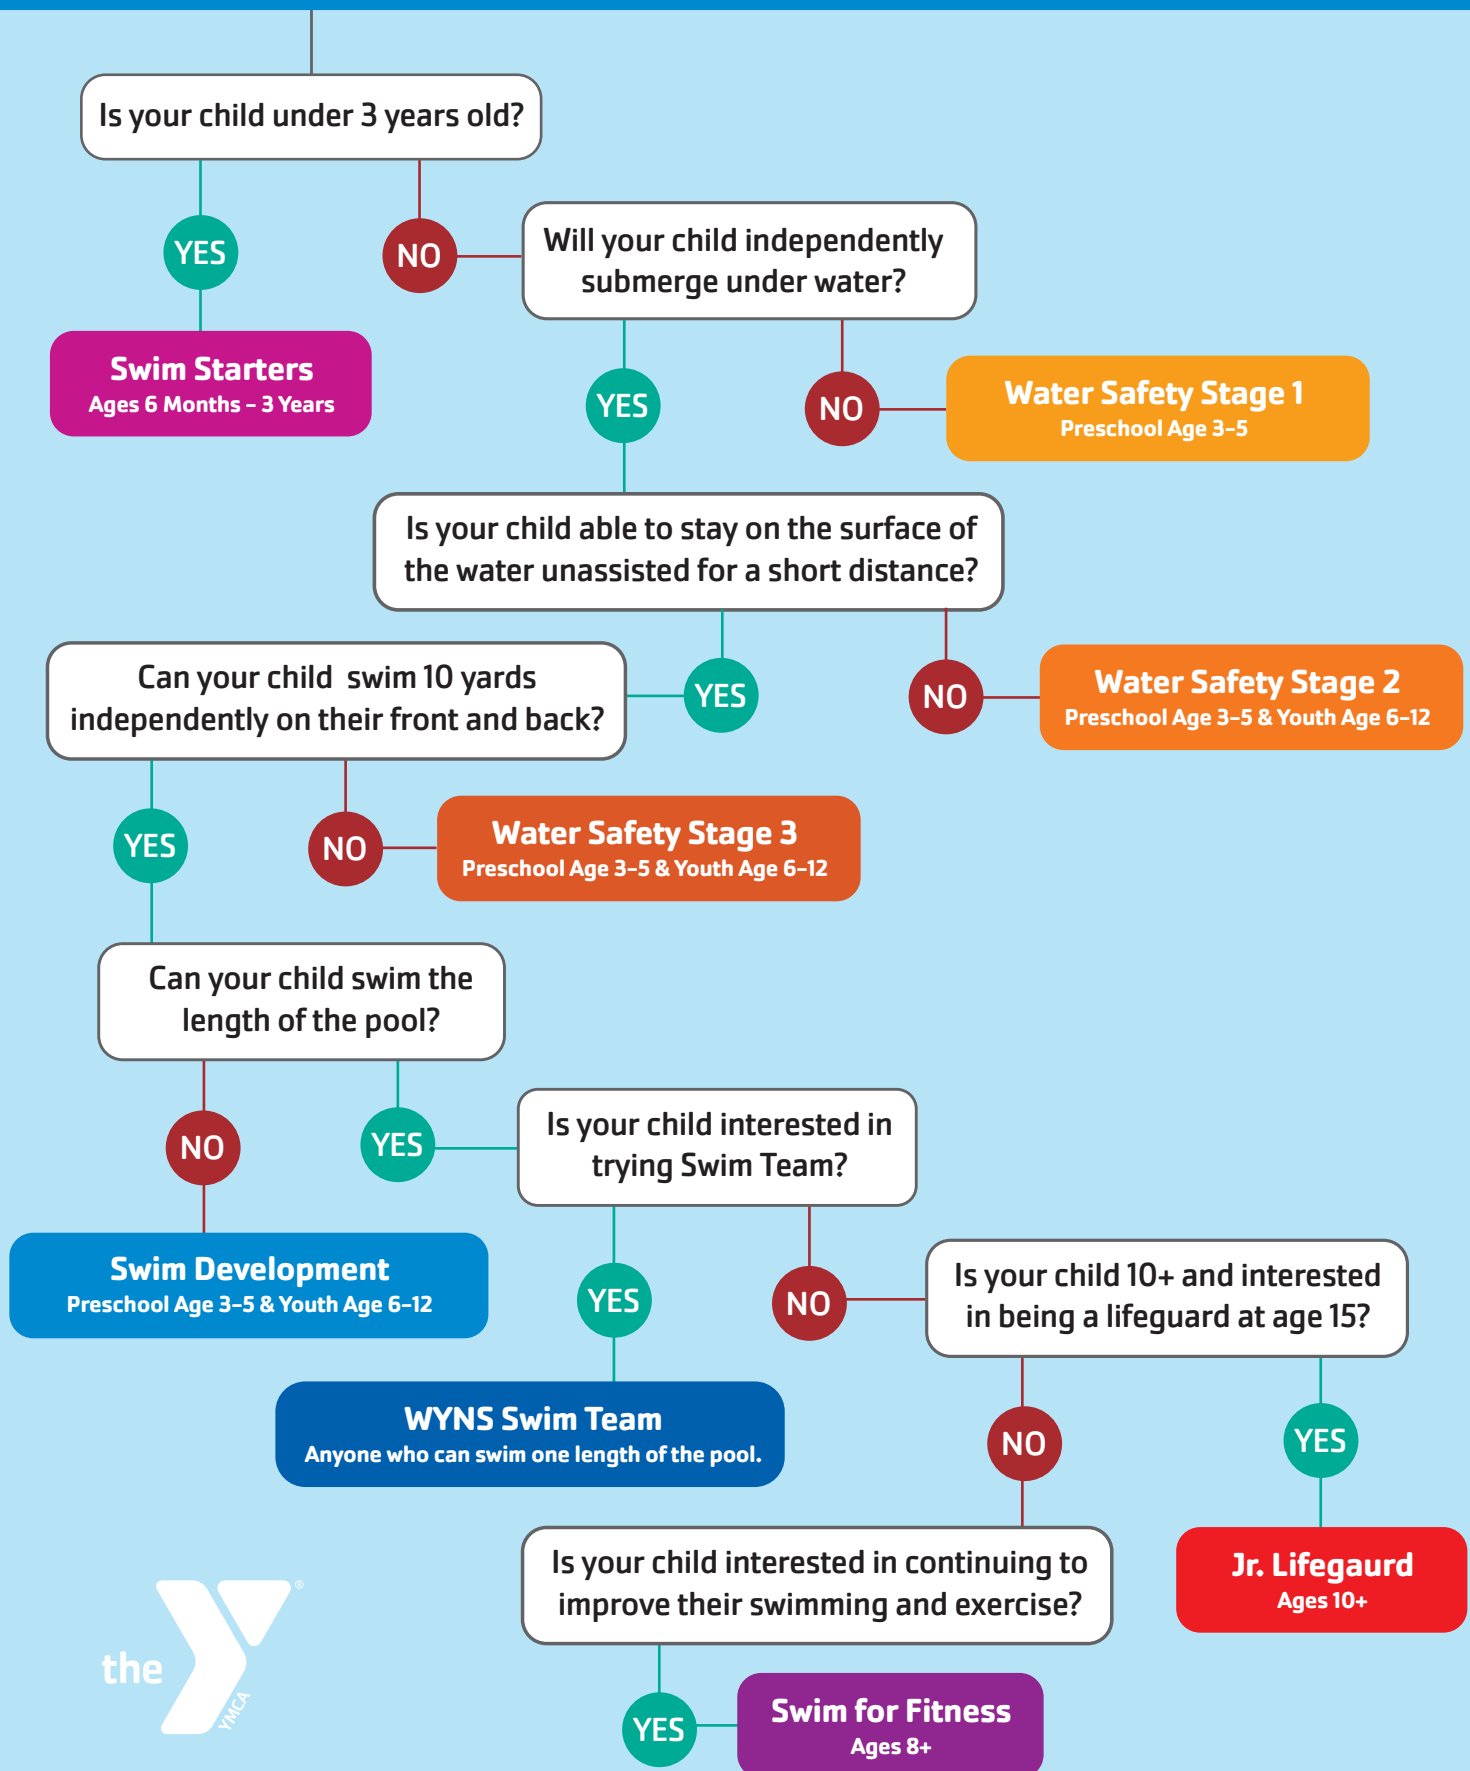 Is your child under 3 years old?
YES
NO
Will your child independently
submerge under water?
Swim Starters
Ages 6 Months - 3 Years
YES
NO
Water Safety Stage 1
Preschool Age 3-5
Is your child able to stay on the surface of
the water unassisted for a short distance?
Can your child swim 10 yards
independently on their front and back?
YES
NO
Water Safety Stage 2
Preschool Age 3-5 & Youth Age 6-12
YES
NO
Water Safety Stage 3
Preschool Age 3-5 & Youth Age 6-12
Can your child swim the
length of the pool?
NO
YES
Is your child interested in
trying Swim Team?
Swim Development
Preschool Age 3-5 & Youth Age 6-12
YES
NO
Is your child 10+ and interested
in being a lifeguard at age 15?
WYNS Swim Team
Anyone who can swim one length of the pool.
NO
YES
Is your child interested in continuing to
improve their swimming and exercise?
Jr. Lifegaurd
Ages 10+
the Y ®
YMCA
YES
Swim for Fitness
Ages 8+